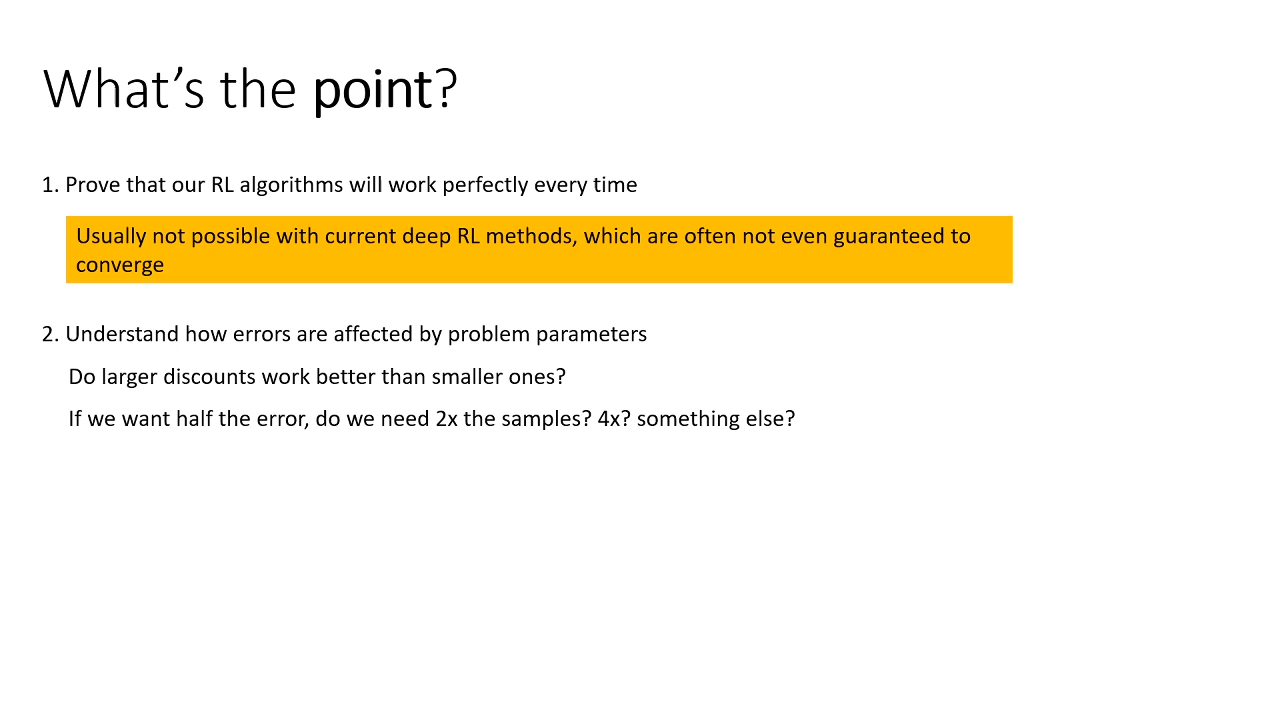 What’s the point?
1. Prove that our RL algorithms will work perfectly every time
Usually not possible with current deep RL methods, which are often not even guaranteed to
converge
2. Understand how errors are affected by problem parameters
Do larger discounts work better than smaller ones?
If we want half the error, do we need 2x the samples? 4x? something else?